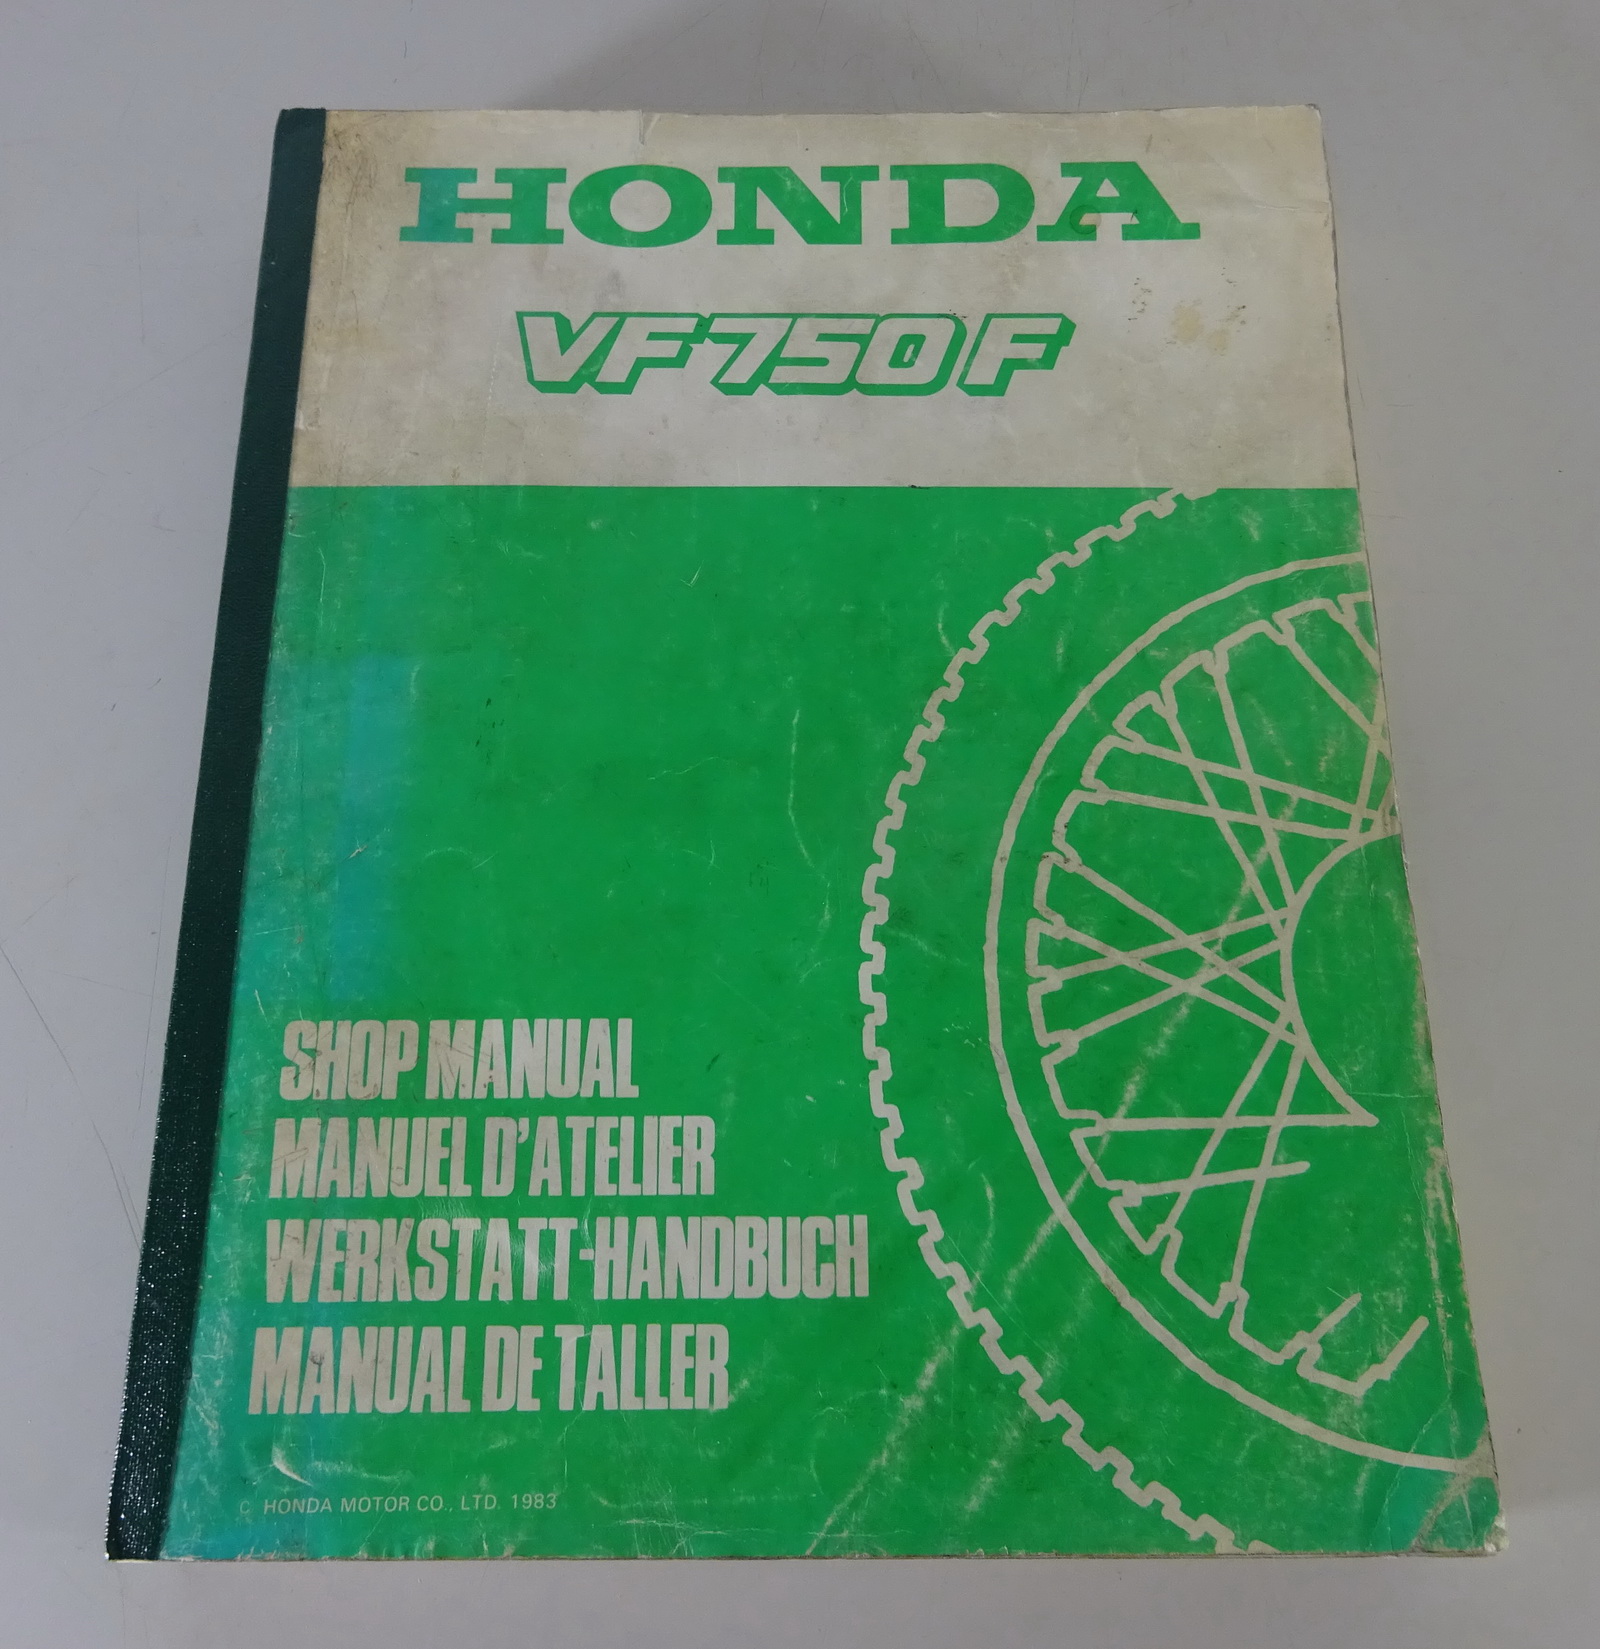 HONDA
VF750F
SHOP MANUAL
MANUEL D'ATELIER
WERKSTATT-HANDBUCH
MANUAL DE TALLER
C HONDA MOTOR CO., LTD. 1983